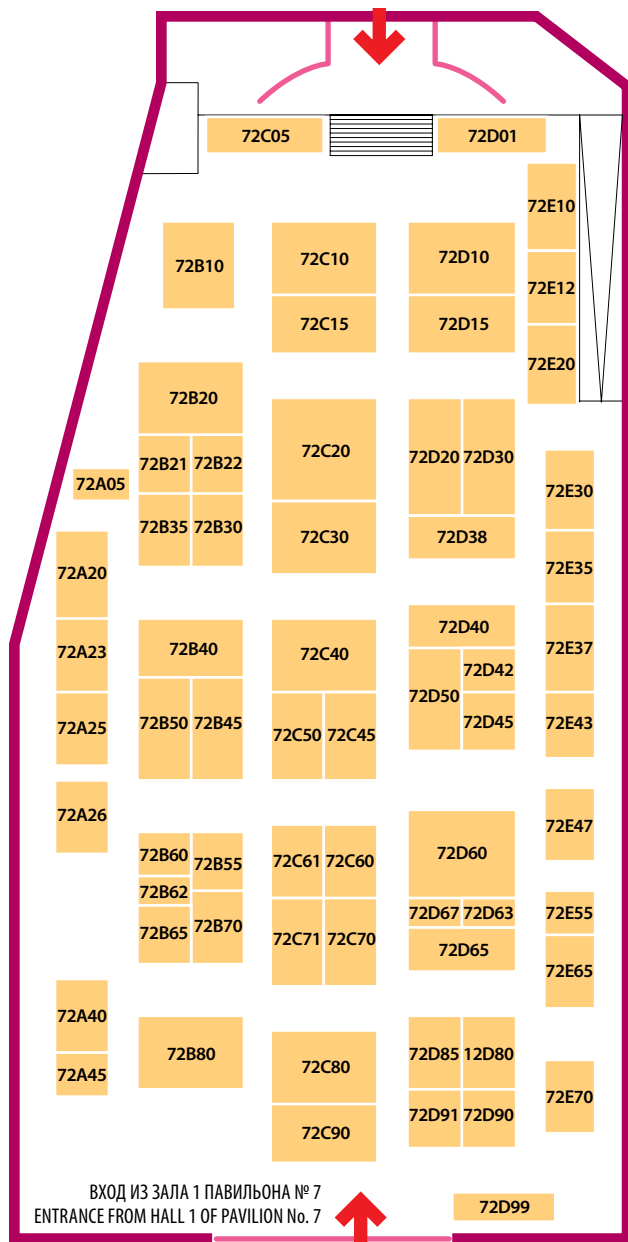 72C05
72D01
72E10
72B10
72C10
72D10
72E12
72C15
72D15
72E20
72B20
72C20
72D20
72D30
72B21
72B22
72A05
72E30
72B35
72B30
72C30
72D38
72A20
72E35
72D40
72A23
72B40
72C40
72E37
72D42
72D50
72A25
72B50
72B45
72C50
72C45
72D45
72E43
72A26
72E47
72B60
72B55
72C61
72C60
72D60
72B62
72D67
72D63
72E55
72B65
72B70
72C71
72C70
72D65
72E65
72A40
72B80
72C80
72D85
12D80
72A45
72E70
72C90
72D91
72D90
ВХОД ИЗ ЗАЛА 1 ПАВИЛЬОНА № 7
ENTRANCE FROM HALL 1 OF PAVILION No. 7
72D99